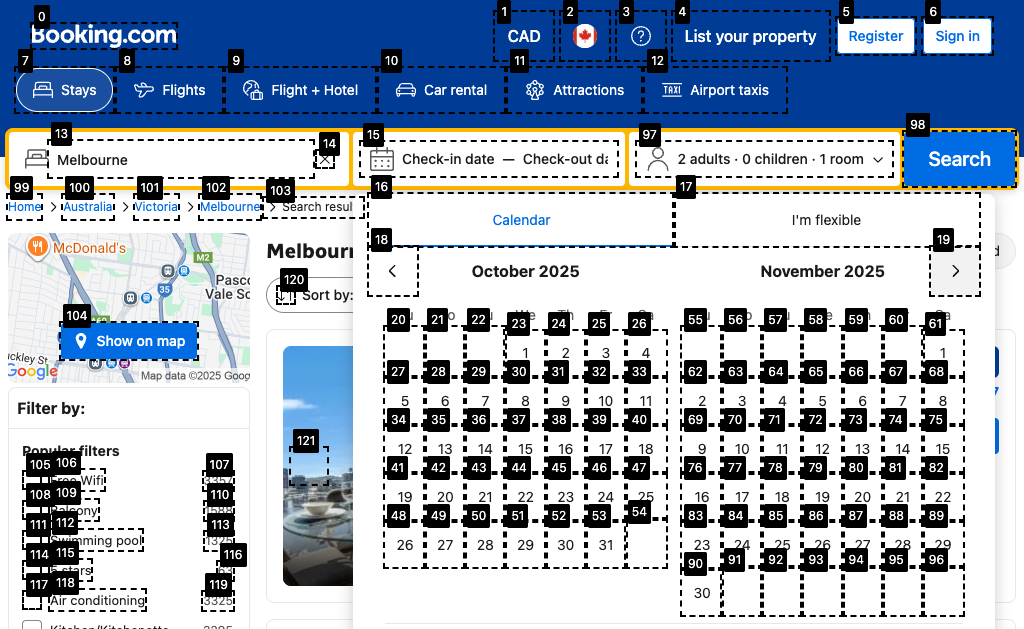 0 1 2 3 4 5 6
Booking.com CAD List your property Register Sign in
7 8 9 10 11 12
Stays Flights Flight + Hotel Car rental Attractions TAXI Airport taxis
13 14 15 97 98
Melbourne Check-in date — Check-out da 2 adults · 0 children · 1 room Search
99 100 101 102 103 16 17
Home Australia Victoria Melbourne Search resul
Calendar I'm flexible
18 19
McDonald's
M2
35
Pasco
Vale So
104
Show on map
ckley St
Google
Map data ©2025 Goog
Melbourn
120
Sort by:
121
October 2025 November 2025
20 21 22 23 24 25 26
1 2 3 4
27 28 29 30 31 32 33
5 6 7 8 9 10 11
34 35 36 37 38 39 40
12 13 14 15 16 17 18
41 42 43 44 45 46 47
19 20 21 22 23 24 25
48 49 50 51 52 53 54
26 27 28 29 30 31
55 56 57 58 59 60 61
1
62 63 64 65 66 67 68
2 3 4 5 6 7 8
69 70 71 72 73 74 75
9 10 11 12 13 14 15
76 77 78 79 80 81 82
16 17 18 19 20 21 22
83 84 85 86 87 88 89
23 24 25 26 27 28 29
90 91 92 93 94 95 96
30
Filter by:
Popular filters
105 106 107
Free Wifi 3357
108 109 110
Balcony 1588
111 112 113
Swimming pool 1325
114 115 116
5 stars 63
117 118 119
Air conditioning 3325
Kitchen/Kitchenette 3295